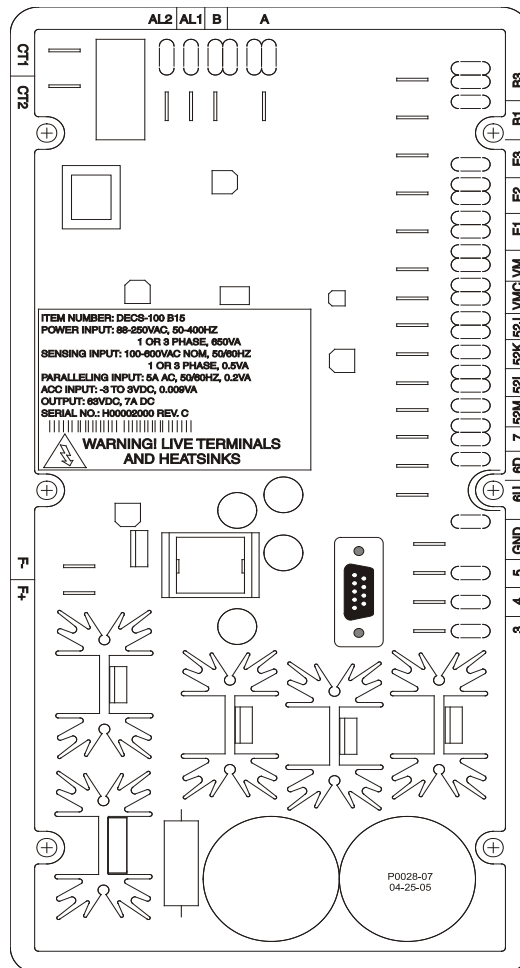 AL2 AL1 B A
CT1
CT2
B3
B1
E3
E2
E1
VM
VMC
52J
52K
52L
52M
7
6D
6U
GND
5
4
3
ITEM NUMBER: DECS-100 B15
POWER INPUT: 88-250VAC, 50-400HZ
1 OR 3 PHASE, 650VA
SENSING INPUT: 100-600VAC NOM, 50/60HZ
1 OR 3 PHASE, 0.5VA
PARALLELING INPUT: 5A AC, 50/60HZ, 0.2VA
ACC INPUT: -3 TO 3VDC, 0.009VA
OUTPUT: 63VDC, 7A DC
SERIAL NO.: H00002000 REV. C
WARNING! LIVE TERMINALS
AND HEATSINKS
F-
F+
P0028-07
04-25-05